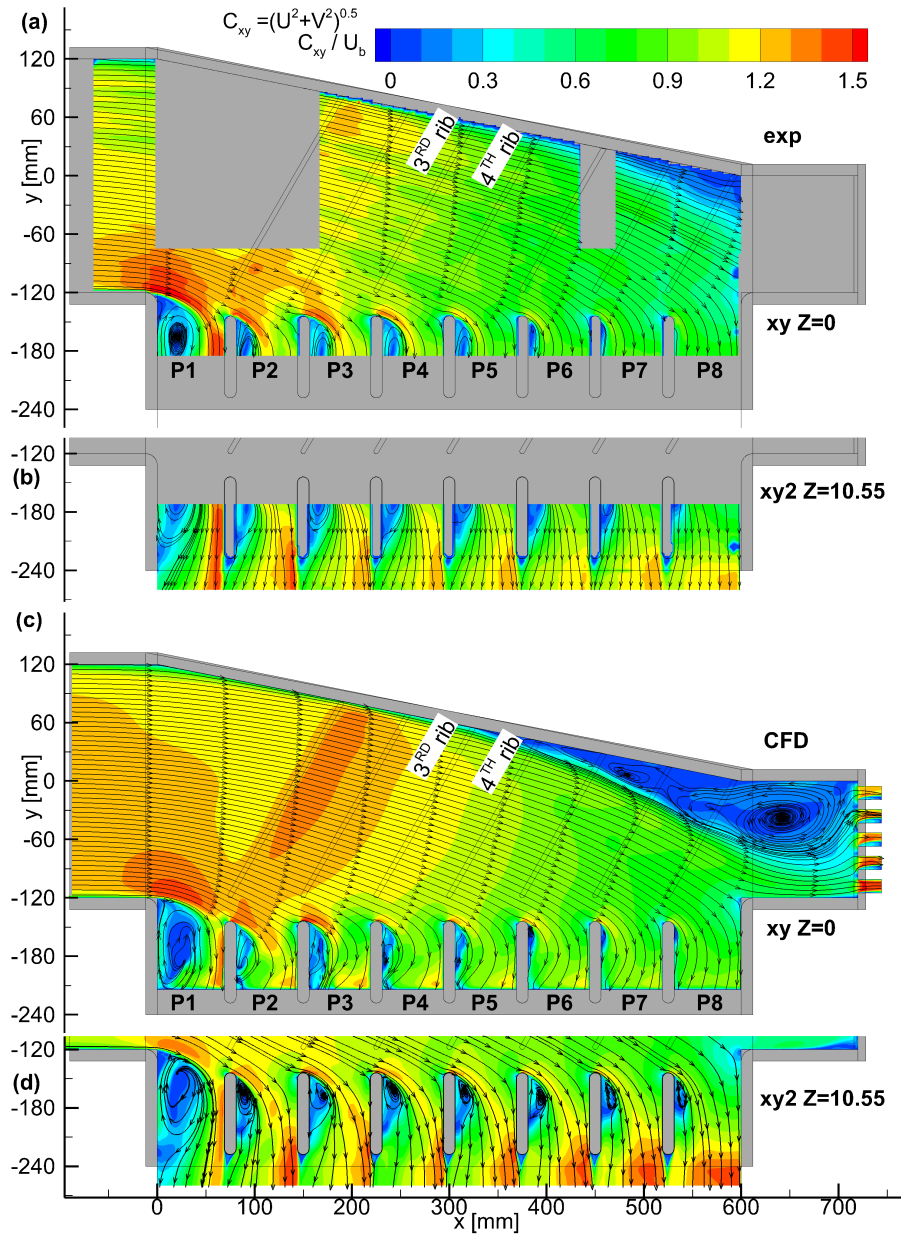 (a)
C_xy =(U²+V²)^0.5
C_xy / U_b
0 0.3 0.6 0.9 1.2 1.5
120
60
0
-60
-120
-180
-240
y [mm]
3RD rib
4TH rib
exp
xy Z=0
P1 P2 P3 P4 P5 P6 P7 P8
(b)
-120
-180
-240
xy2 Z=10.55
(c)
120
60
0
-60
-120
-180
-240
y [mm]
3RD rib
4TH rib
CFD
xy Z=0
P1 P2 P3 P4 P5 P6 P7 P8
(d)
-120
-180
-240
xy2 Z=10.55
0 100 200 300 400 500 600 700
x [mm]